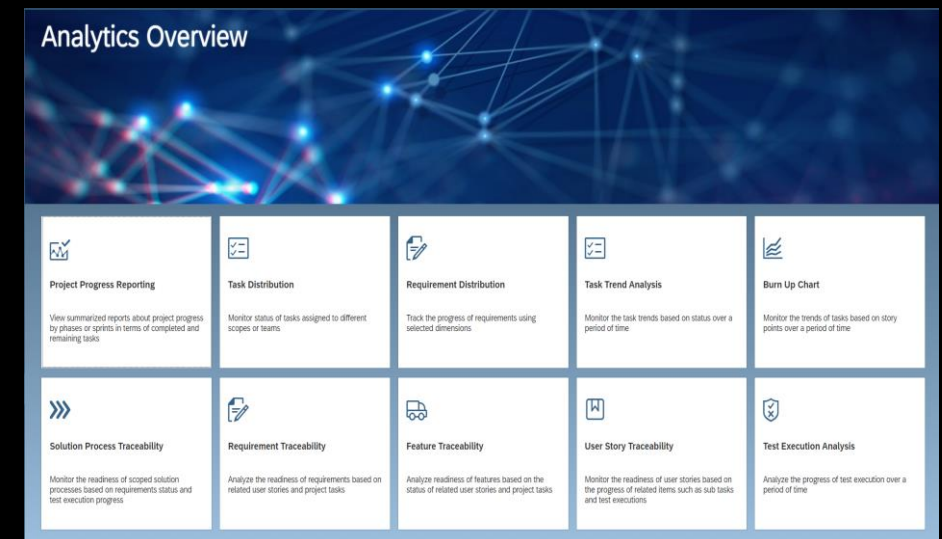 Analytics Overview
Project Progress Reporting
View summarized reports about project progress
by phases or sprints in terms of completed and
remaining tasks
Task Distribution
Monitor status of tasks assigned to different
scopes or teams
Requirement Distribution
Track the progress of requirements using
selected dimensions
Task Trend Analysis
Monitor the task trends based on status over a
period of time
Burn Up Chart
Monitor the trends of tasks based on story
points over a period of time
Solution Process Traceability
Monitor the readiness of scoped solution
processes based on requirements status and
test execution progress
Requirement Traceability
Analyze the readiness of requirements based on
related user stories and project tasks
Feature Traceability
Analyze readiness of features based on the
status of related user stories and project tasks
User Story Traceability
Monitor the readiness of user stories based on
the progress of related items such as sub tasks
and test executions
Test Execution Analysis
Analyze the progress of test execution over a
period of time